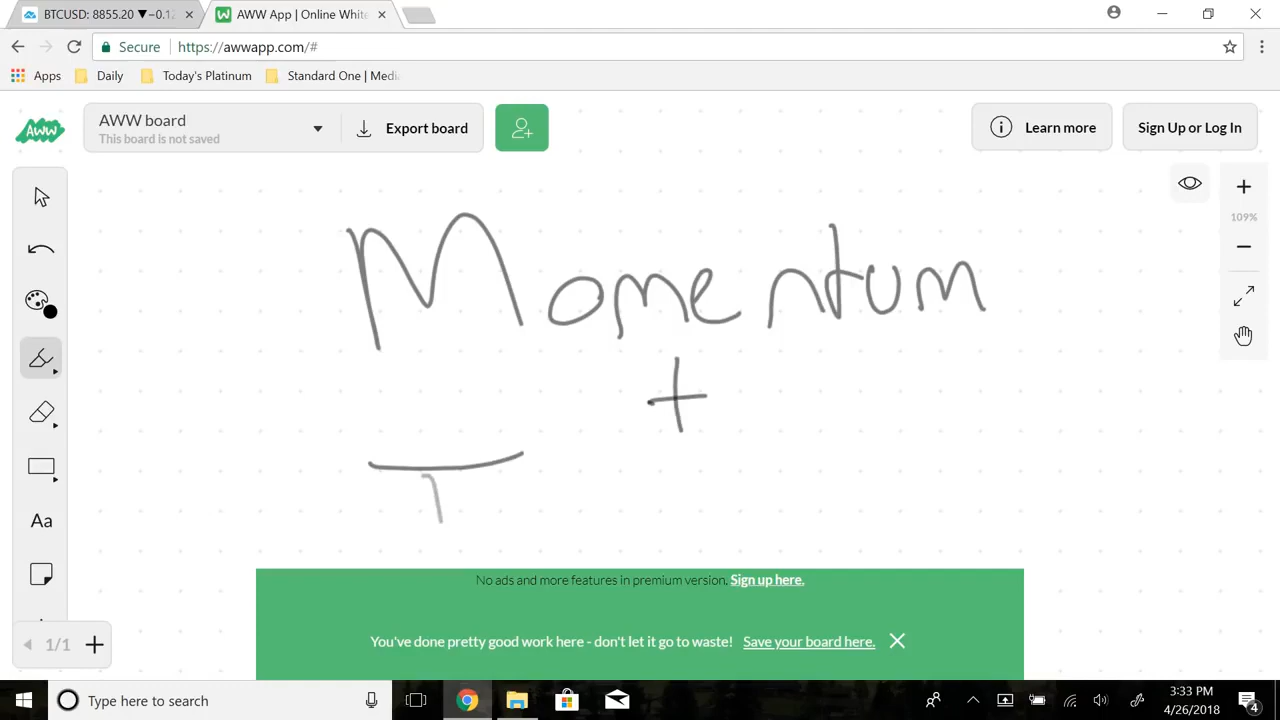 BTCUSD: 8855.20 ▼−0.12
AWW App | Online White
Secure https://awwapp.com/#
Apps Daily Today's Platinum Standard One | Medi
AWW
AWW board
This board is not saved
Export board
Learn more
Sign Up or Log In
109%
Momentum
+
T
Aa
No ads and more features in premium version. Sign up here.
You've done pretty good work here - don't let it go to waste! Save your board here.
1/1
Type here to search
3:33 PM
4/26/2018
4